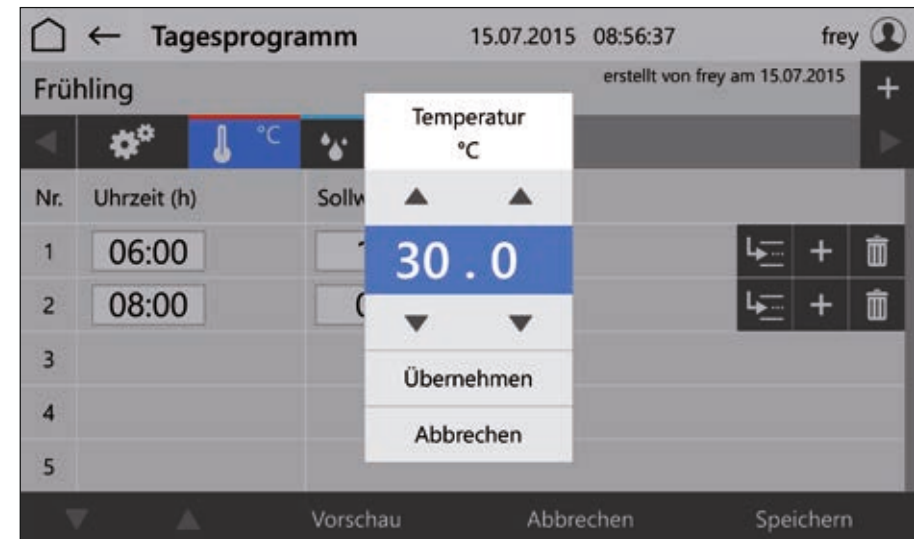 Tagesprogramm 15.07.2015 08:56:37 frey
Frühling erstellt von frey am 15.07.2015
+
Temperatur
°C
°C
Nr. Uhrzeit (h)
30 . 0
1 06:00 +
2 08:00 +
3
4
5
Übernehmen
Abbrechen
Vorschau Abbrechen Speichern